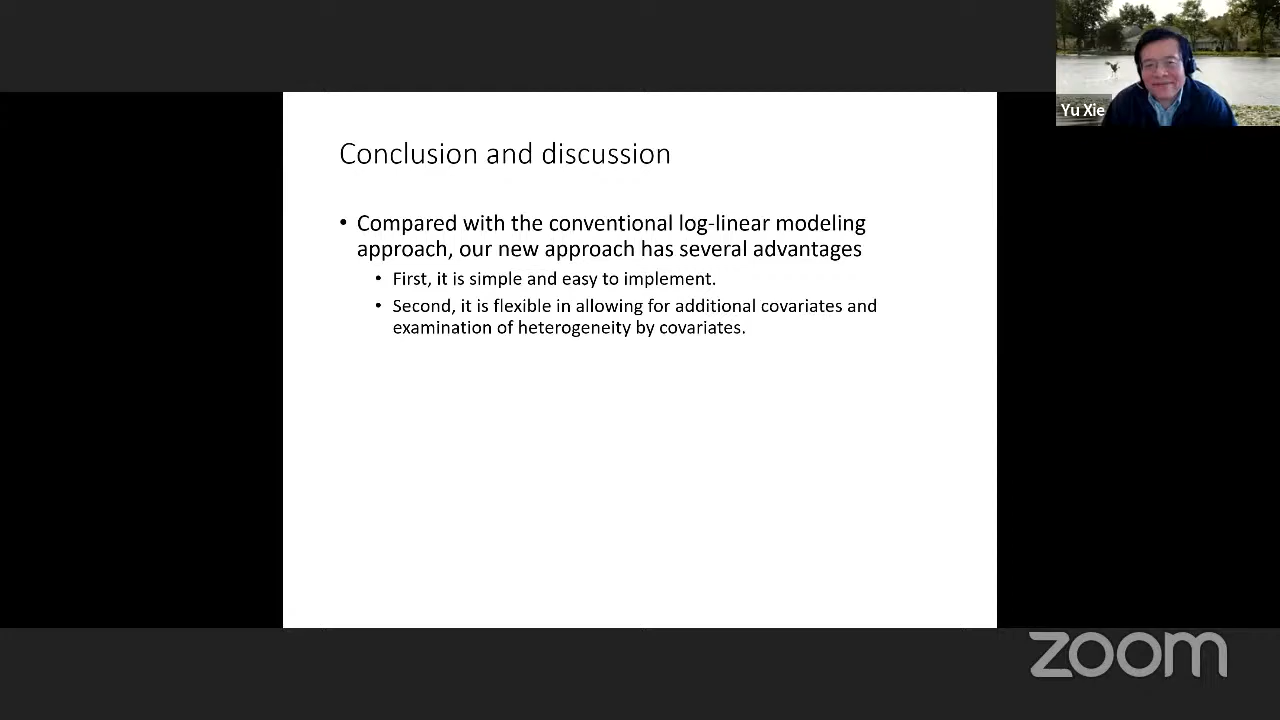 Yu Xie
Conclusion and discussion
• Compared with the conventional log-linear modeling
approach, our new approach has several advantages
• First, it is simple and easy to implement.
• Second, it is flexible in allowing for additional covariates and
examination of heterogeneity by covariates.
zoom